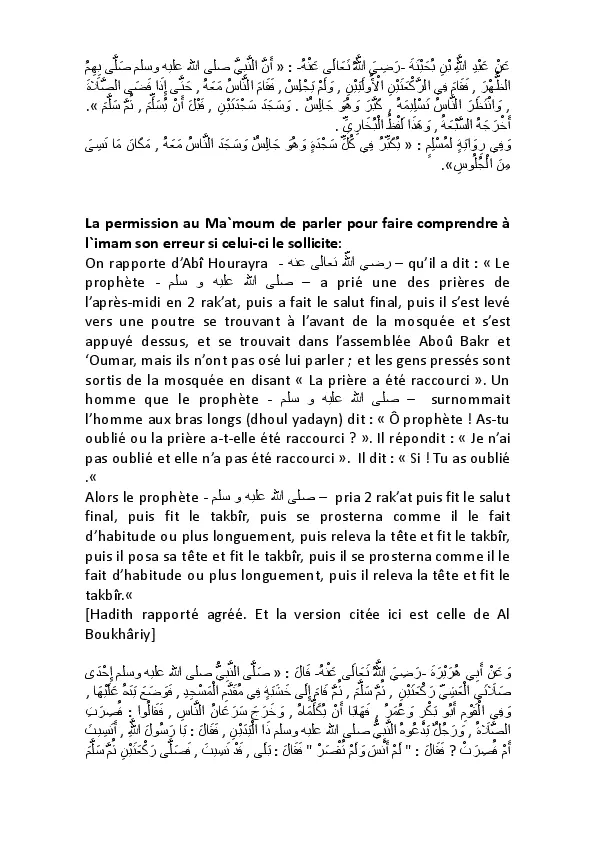 عَنْ عَبْدِ اللَّهِ بْنِ بُحَيْنَةَ -رَضِيَ اللَّهُ تَعَالَى عَنْهُ- : « أَنَّ النَّبِيَّ صلى الله عليه وسلم صَلَّى بِهِمُ
الظُّهْرَ , فَقَامَ فِي الرَّكْعَتَيْنِ الْأُولَيَيْنِ , وَلَمْ يَجْلِسْ , فَقَامَ النَّاسُ مَعَهُ , حَتَّى إِذَا قَضَى الصَّلَاةَ
, وَانْتَظَرَ النَّاسُ تَسْلِيمَهُ , كَبَّرَ وَهُوَ جَالِسٌ . وَسَجَدَ سَجْدَتَيْنِ , قَبْلَ أَنْ يُسَلِّمَ , ثُمَّ سَلَّمَ ».
أَخْرَجَهُ السَّبْعَةُ , وَهَذَا لَفْظُ الْبُخَارِيِّ .
وَفِي رِوَايَةٍ لمُسْلِمٍ : « يُكَبِّرُ فِي كُلِّ سَجْدَةٍ وَهُوَ جَالِسٌ وَسَجَدَ النَّاسُ مَعَهُ , مَكَانَ مَا نَسِيَ
مِنَ الْجُلُوسِ».
La permission au Ma`moum de parler pour faire comprendre à
l`imam son erreur si celui-ci le sollicite:
On rapporte d’Abî Hourayra - رضي الله تعالى عنه – qu’il a dit : « Le
prophète - صلى الله عليه و سلم – a prié une des prières de
l’après-midi en 2 rak’at, puis a fait le salut final, puis il s’est levé
vers une poutre se trouvant à l’avant de la mosquée et s’est
appuyé dessus, et se trouvait dans l’assemblée Aboû Bakr et
‘Oumar, mais ils n’ont pas osé lui parler ; et les gens pressés sont
sortis de la mosquée en disant « La prière a été raccourci ». Un
homme que le prophète - صلى الله عليه و سلم – surnommait
l’homme aux bras longs (dhoul yadayn) dit : « Ô prophète ! As-tu
oublié ou la prière a-t-elle été raccourci ? ». Il répondit : « Je n’ai
pas oublié et elle n’a pas été raccourci ». Il dit : « Si ! Tu as oublié
.«
Alors le prophète - صلى الله عليه و سلم – pria 2 rak’at puis fit le salut
final, puis fit le takbîr, puis se prosterna comme il le fait
d’habitude ou plus longuement, puis releva la tête et fit le takbîr,
puis il posa sa tête et fit le takbîr, puis il se prosterna comme il le
fait d’habitude ou plus longuement, puis il releva la tête et fit le
takbîr.«
[Hadith rapporté agréé. Et la version citée ici est celle de Al
Boukhâriy]
وَ عَنْ أَبِي هُرَيْرَةَ -رَضِيَ اللَّهُ تَعَالَى عَنْهُ- قَالَ : « صَلَّى النَّبِيُّ صلى الله عليه وسلم إِحْدَى
صَلَاتَيِ الْعَشِيِّ رَكْعَتَيْنِ , ثُمَّ سَلَّمَ , ثُمَّ قَامَ إِلَى خَشَبَةٍ فِي مُقَدَّمِ الْمَسْجِدِ , فَوَضَعَ يَدَهُ عَلَيْهَا ,
وَفِي الْقَوْمِ أَبُو بَكْرٍ وَعُمَرُ , فَهَابَا أَنْ يُكَلِّمَاهُ , وَخَرَجَ سَرَعَانُ النَّاسِ , فَقَالُوا : قُصِرَتِ
الصَّلَاةُ , وَرَجُلٌ يَدْعُوهُ النَّبِيُّ صلى الله عليه وسلم ذَا الْيَدَيْنِ , فَقَالَ : يَا رَسُولَ اللَّهِ , أَنَسِيتَ
أَمْ قُصِرَتْ ? فَقَالَ : " لَمْ أَنْسَ وَلَمْ تُقْصَرْ " فَقَالَ : بَلَى , قَدْ نَسِيتَ , فَصَلَّى رَكْعَتَيْنِ ثُمَّ سَلَّمَ